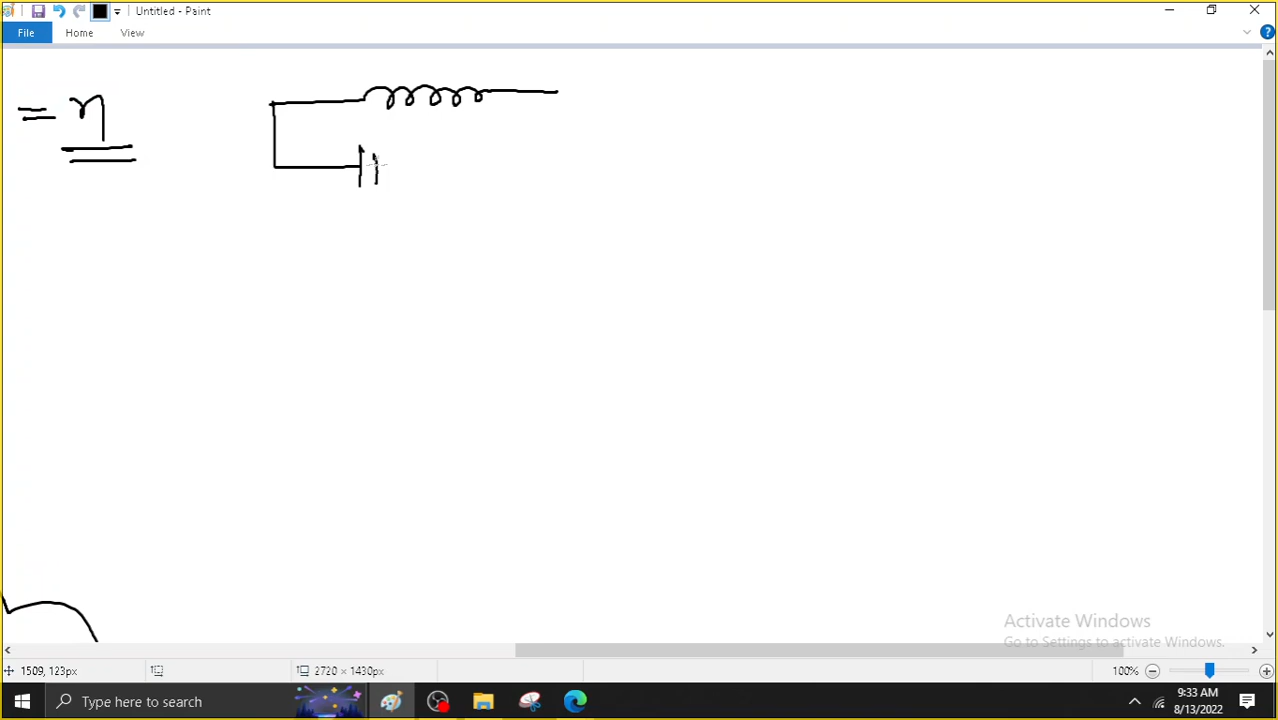 Untitled - Paint
File Home View
= η
Activate Windows
Go to Settings to activate Windows.
1509, 123px
2720 × 1430px
100%
Type here to search
9:33 AM
8/13/2022